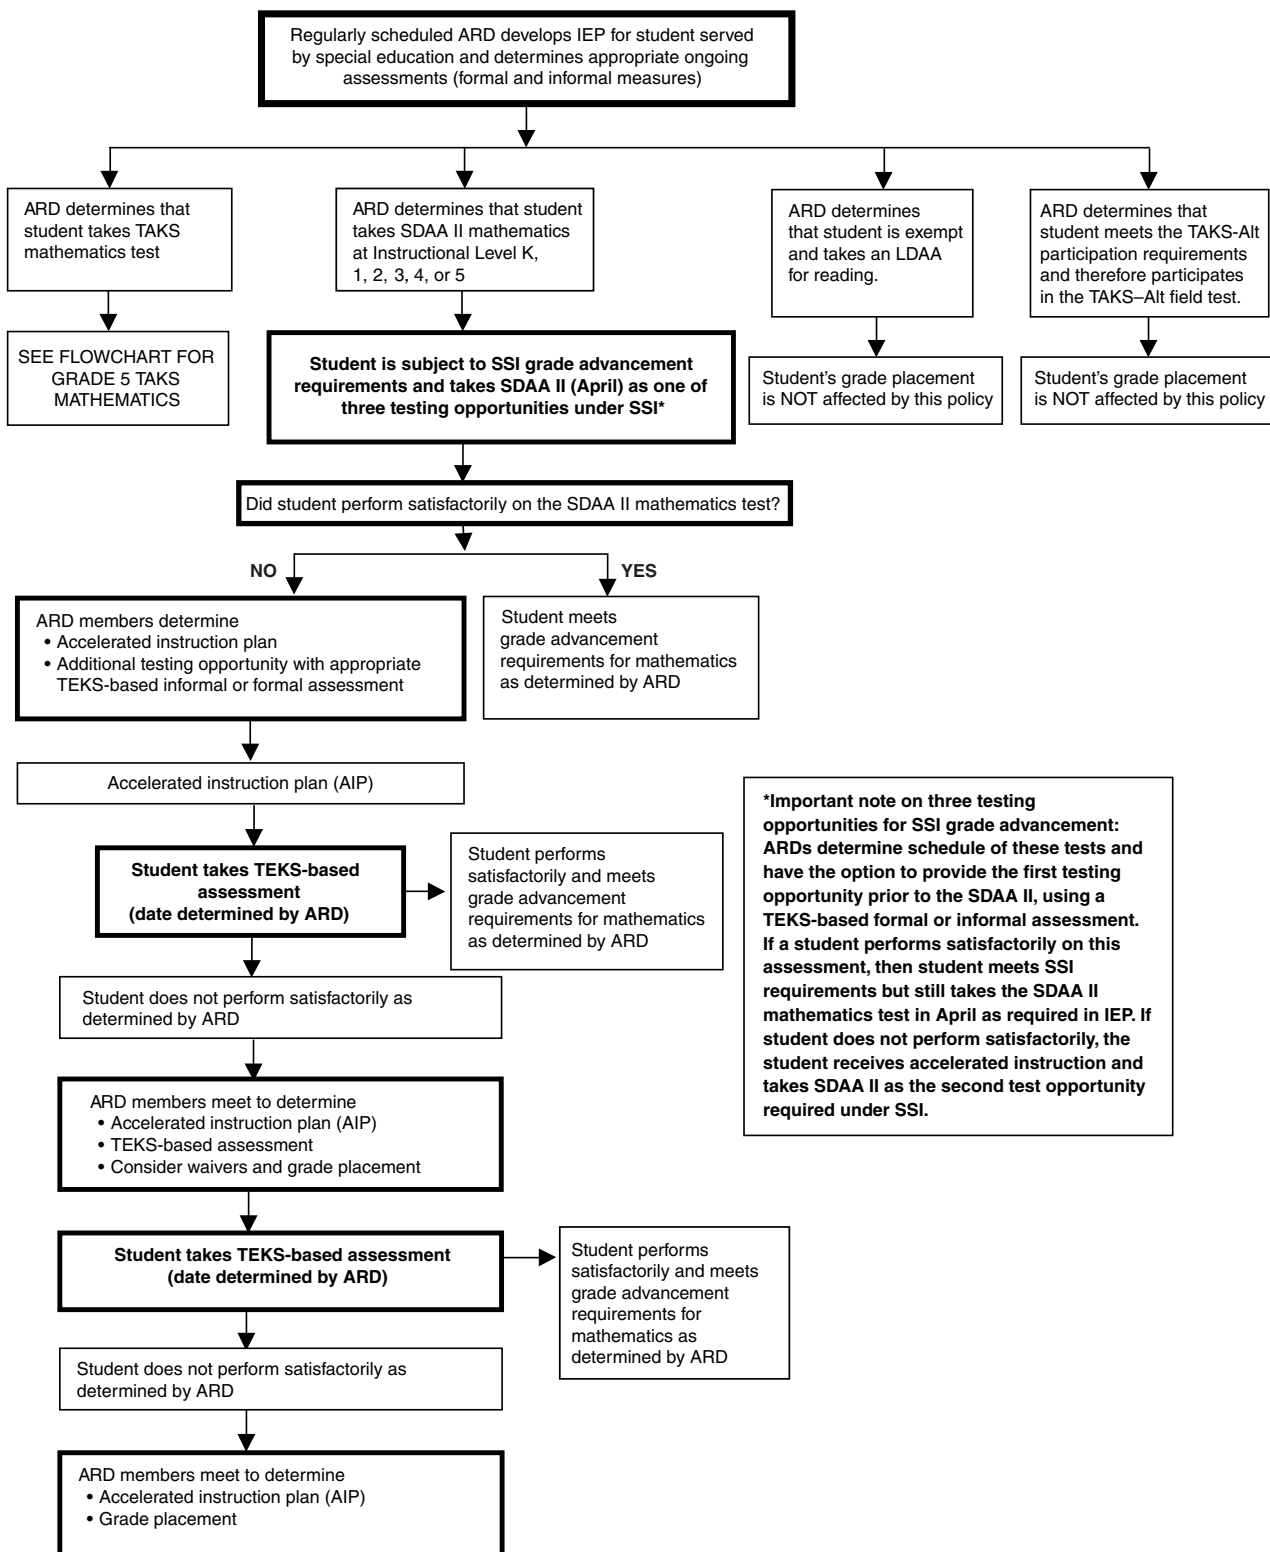 Regularly scheduled ARD develops IEP for student served
by special education and determines appropriate ongoing
assessments (formal and informal measures)
ARD determines that
student takes TAKS
mathematics test
ARD determines that student
takes SDAA II mathematics
at Instructional Level K,
1, 2, 3, 4, or 5
ARD determines
that student is exempt
and takes an LDAA
for reading.
ARD determines that
student meets the TAKS-Alt
participation requirements
and therefore participates
in the TAKS–Alt field test.
SEE FLOWCHART FOR
GRADE 5 TAKS
MATHEMATICS
Student is subject to SSI grade advancement
requirements and takes SDAA II (April) as one of
three testing opportunities under SSI*
Student's grade placement
is NOT affected by this policy
Student's grade placement
is NOT affected by this policy
Did student perform satisfactorily on the SDAA II mathematics test?
NO
YES
ARD members determine
• Accelerated instruction plan
• Additional testing opportunity with appropriate
TEKS-based informal or formal assessment
Student meets
grade advancement
requirements for mathematics
as determined by ARD
Accelerated instruction plan (AIP)
Student takes TEKS-based
assessment
(date determined by ARD)
Student performs
satisfactorily and meets
grade advancement
requirements for mathematics
as determined by ARD
Student does not perform satisfactorily as
determined by ARD
ARD members meet to determine
• Accelerated instruction plan (AIP)
• TEKS-based assessment
• Consider waivers and grade placement
Student takes TEKS-based assessment
(date determined by ARD)
Student performs
satisfactorily and meets
grade advancement
requirements for
mathematics as
determined by ARD
Student does not perform satisfactorily as
determined by ARD
ARD members meet to determine
• Accelerated instruction plan (AIP)
• Grade placement
*Important note on three testing
opportunities for SSI grade advancement:
ARDs determine schedule of these tests and
have the option to provide the first testing
opportunity prior to the SDAA II, using a
TEKS-based formal or informal assessment.
If a student performs satisfactorily on this
assessment, then student meets SSI
requirements but still takes the SDAA II
mathematics test in April as required in IEP. If
student does not perform satisfactorily, the
student receives accelerated instruction and
takes SDAA II as the second test opportunity
required under SSI.